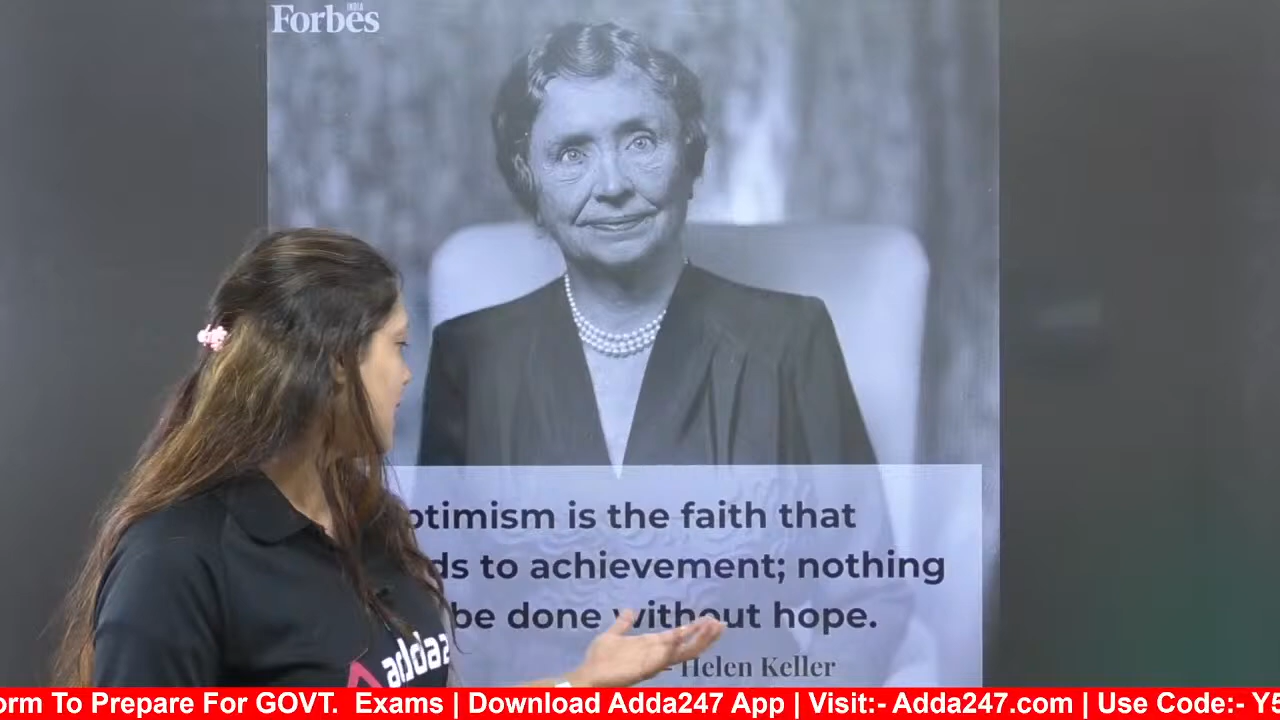 Forbes
INDIA
ptimism is the faith that
ds to achievement; nothing
be done without hope.
- Helen Keller
adda2
orm To Prepare For GOVT. Exams | Download Adda247 App | Visit:- Adda247.com | Use Code:- Y5